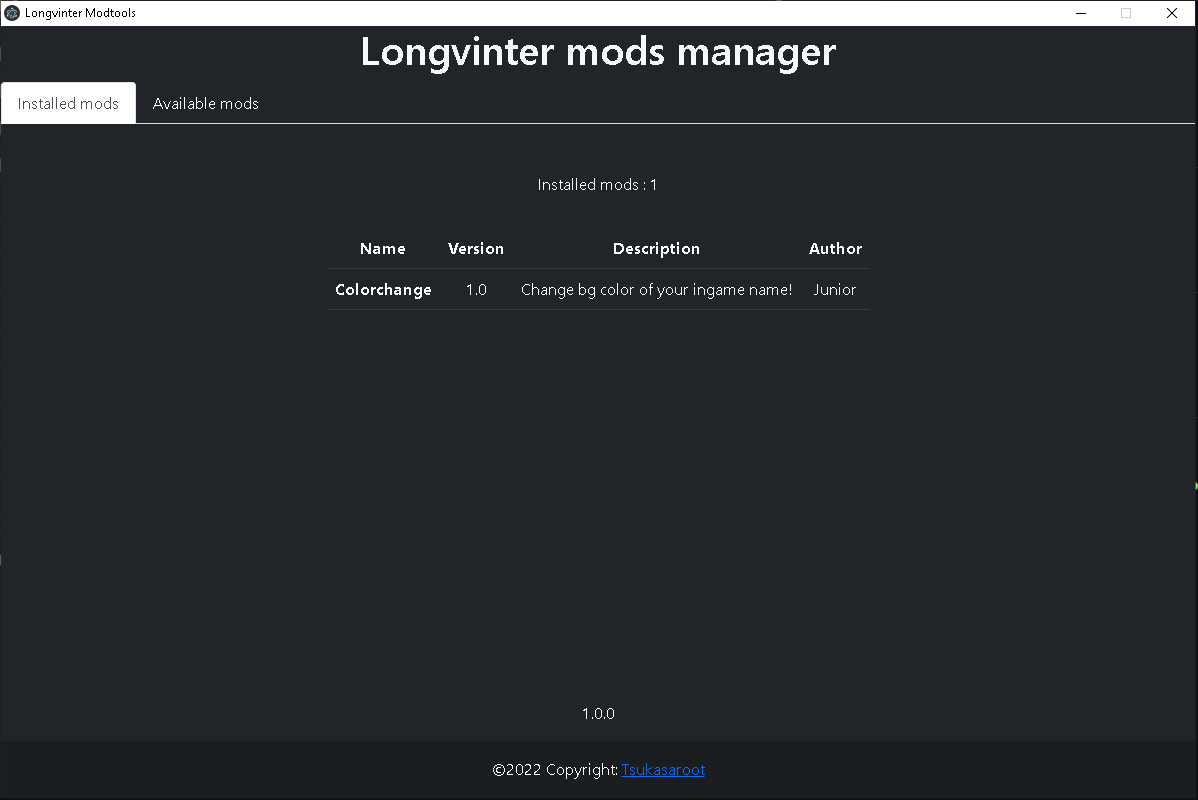 Longvinter Modtools
Longvinter mods manager
Installed mods Available mods
Installed mods : 1
Name Version Description Author
Colorchange 1.0 Change bg color of your ingame name! Junior
1.0.0
©2022 Copyright: Tsukasaroot